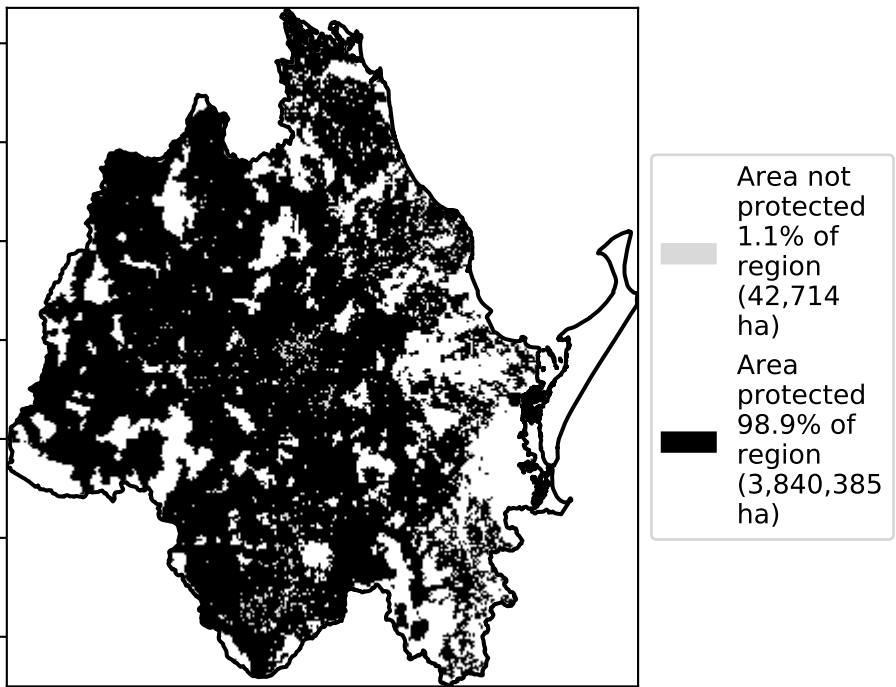 Area not
protected
1.1% of
region
(42,714
ha)
Area
protected
98.9% of
region
(3,840,385
ha)